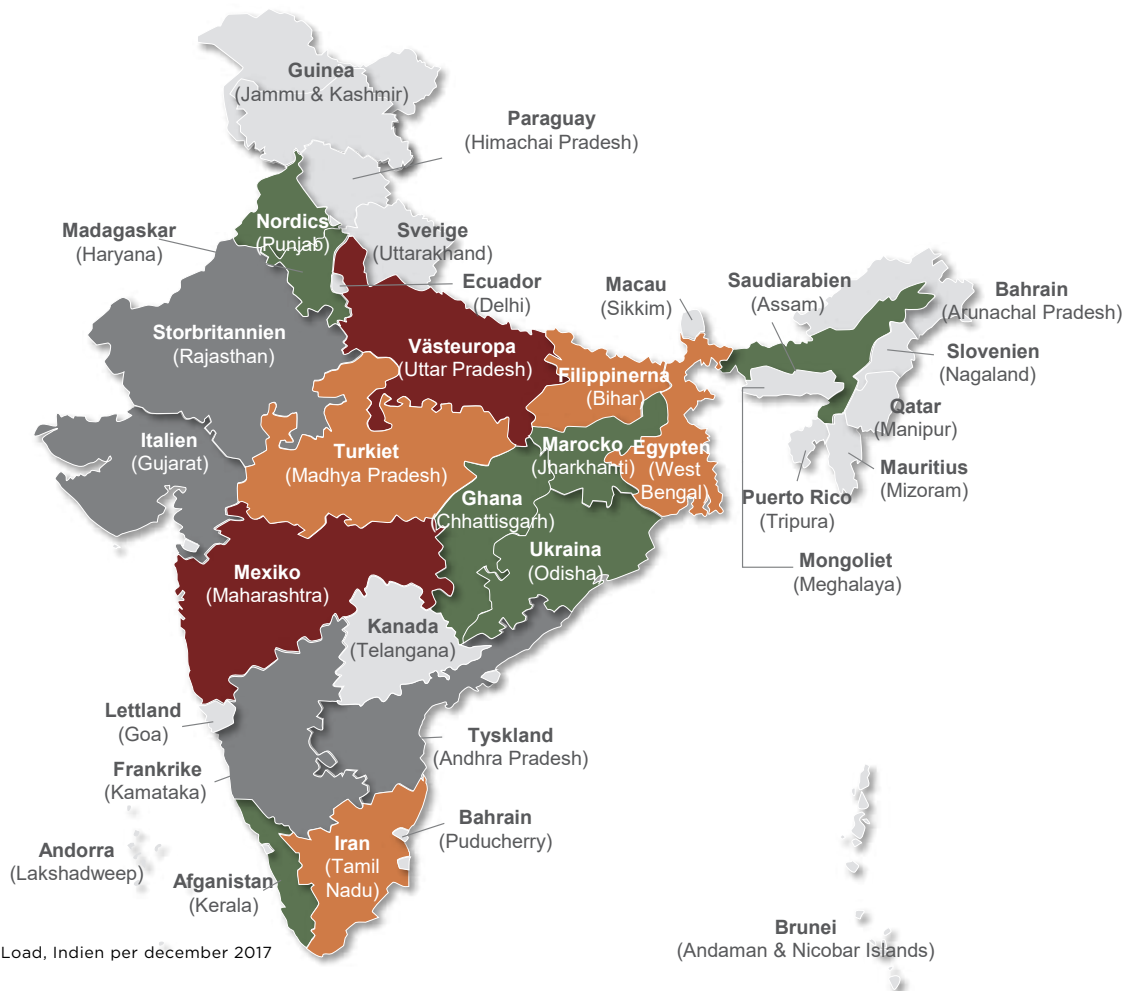 Guinea
(Jammu & Kashmir)
Paraguay
(Himachai Pradesh)
Madagaskar
(Haryana)
Nordics
(Punjab)
Sverige
(Uttarakhand)
Ecuador
(Delhi)
Macau
(Sikkim)
Saudiarabien
(Assam)
Bahrain
(Arunachal Pradesh)
Storbritannien
(Rajasthan)
Västeuropa
(Uttar Pradesh)
Filippinerna
(Bihar)
Slovenien
(Nagaland)
Qatar
(Manipur)
Italien
(Gujarat)
Turkiet
(Madhya Pradesh)
Marocko
(Jharkhanti)
Egypten
(West
Bengal)
Mauritius
(Mizoram)
Puerto Rico
(Tripura)
Ghana
(Chhattisgarh)
Ukraina
(Odisha)
Mongoliet
(Meghalaya)
Mexiko
(Maharashtra)
Kanada
(Telangana)
Lettland
(Goa)
Tyskland
(Andhra Pradesh)
Frankrike
(Kamataka)
Bahrain
(Puducherry)
Iran
(Tamil
Nadu)
Andorra
(Lakshadweep)
Afganistan
(Kerala)
Brunei
(Andaman & Nicobar Islands)
Load, Indien per december 2017